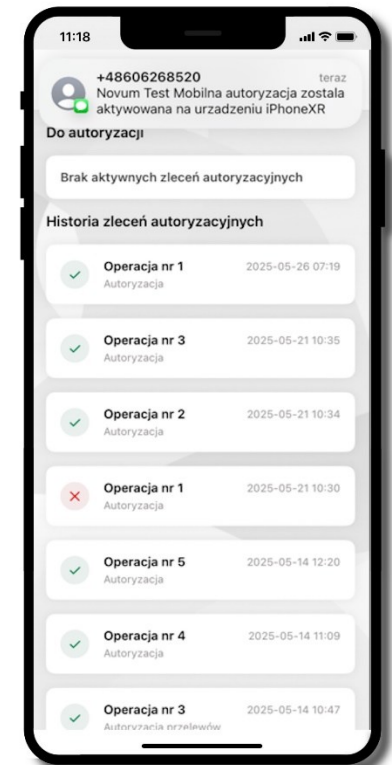 11:18
+48606268520 teraz
Novum Test Mobilna autoryzacja zostala
aktywowana na urzadzeniu iPhoneXR
Do autoryzacji
Brak aktywnych zleceń autoryzacyjnych
Historia zleceń autoryzacyjnych
Operacja nr 1 2025-05-26 07:19
Autoryzacja
Operacja nr 3 2025-05-21 10:35
Autoryzacja
Operacja nr 2 2025-05-21 10:34
Autoryzacja
Operacja nr 1 2025-05-21 10:30
Autoryzacja
Operacja nr 5 2025-05-14 12:20
Autoryzacja
Operacja nr 4 2025-05-14 11:09
Autoryzacja
Operacja nr 3 2025-05-14 10:47
Autoryzacja przelewów